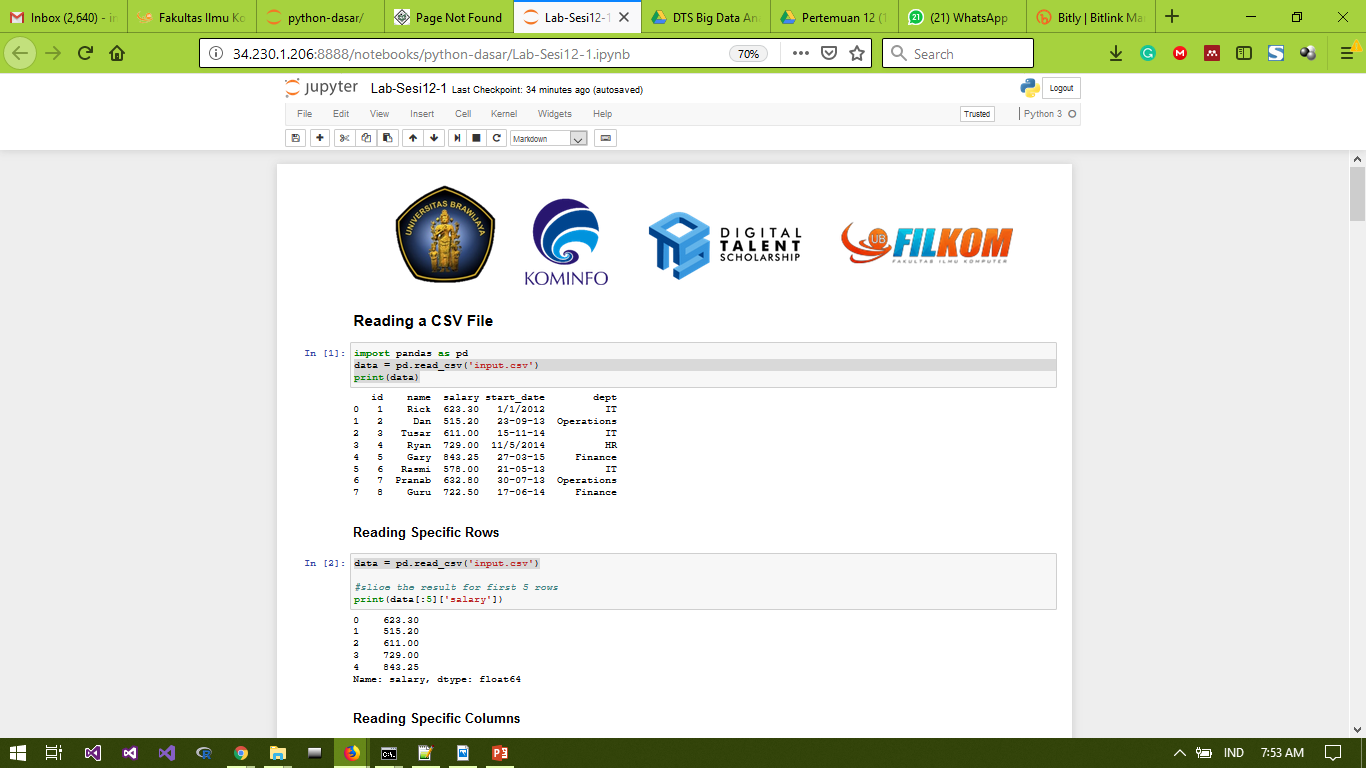 Inbox (2,640) - in
Fakultas Ilmu Ko
python-dasar/
Page Not Found
Lab-Sesi12-1
DTS Big Data An
Pertemuan 12 (1
(21) WhatsApp
Bitly | Bitlink Ma
34.230.1.206:8888/notebooks/python-dasar/Lab-Sesi12-1.ipynb
70%
Search
jupyter Lab-Sesi12-1 Last Checkpoint: 34 minutes ago (autosaved)
Logout
File Edit View Insert Cell Kernel Widgets Help
Trusted
Python 3
Markdown
UNIVERSITAS BRAWIJAYA
KOMINFO
DIGITAL
TALENT
SCHOLARSHIP
UB FILKOM
FAKULTAS ILMU KOMPUTER
Reading a CSV File
In [1]: import pandas as pd
data = pd.read_csv('input.csv')
print(data)
id name salary start_date dept
0 1 Rick 623.30 1/1/2012 IT
1 2 Dan 515.20 23-09-13 Operations
2 3 Tusar 611.00 15-11-14 IT
3 4 Ryan 729.00 11/5/2014 HR
4 5 Gary 843.25 27-03-15 Finance
5 6 Rasmi 578.00 21-05-13 IT
6 7 Pranab 632.80 30-07-13 Operations
7 8 Guru 722.50 17-06-14 Finance
Reading Specific Rows
In [2]: data = pd.read_csv('input.csv')
#slice the result for first 5 rows
print(data[:5]['salary'])
0 623.30
1 515.20
2 611.00
3 729.00
4 843.25
Name: salary, dtype: float64
Reading Specific Columns
IND
7:53 AM